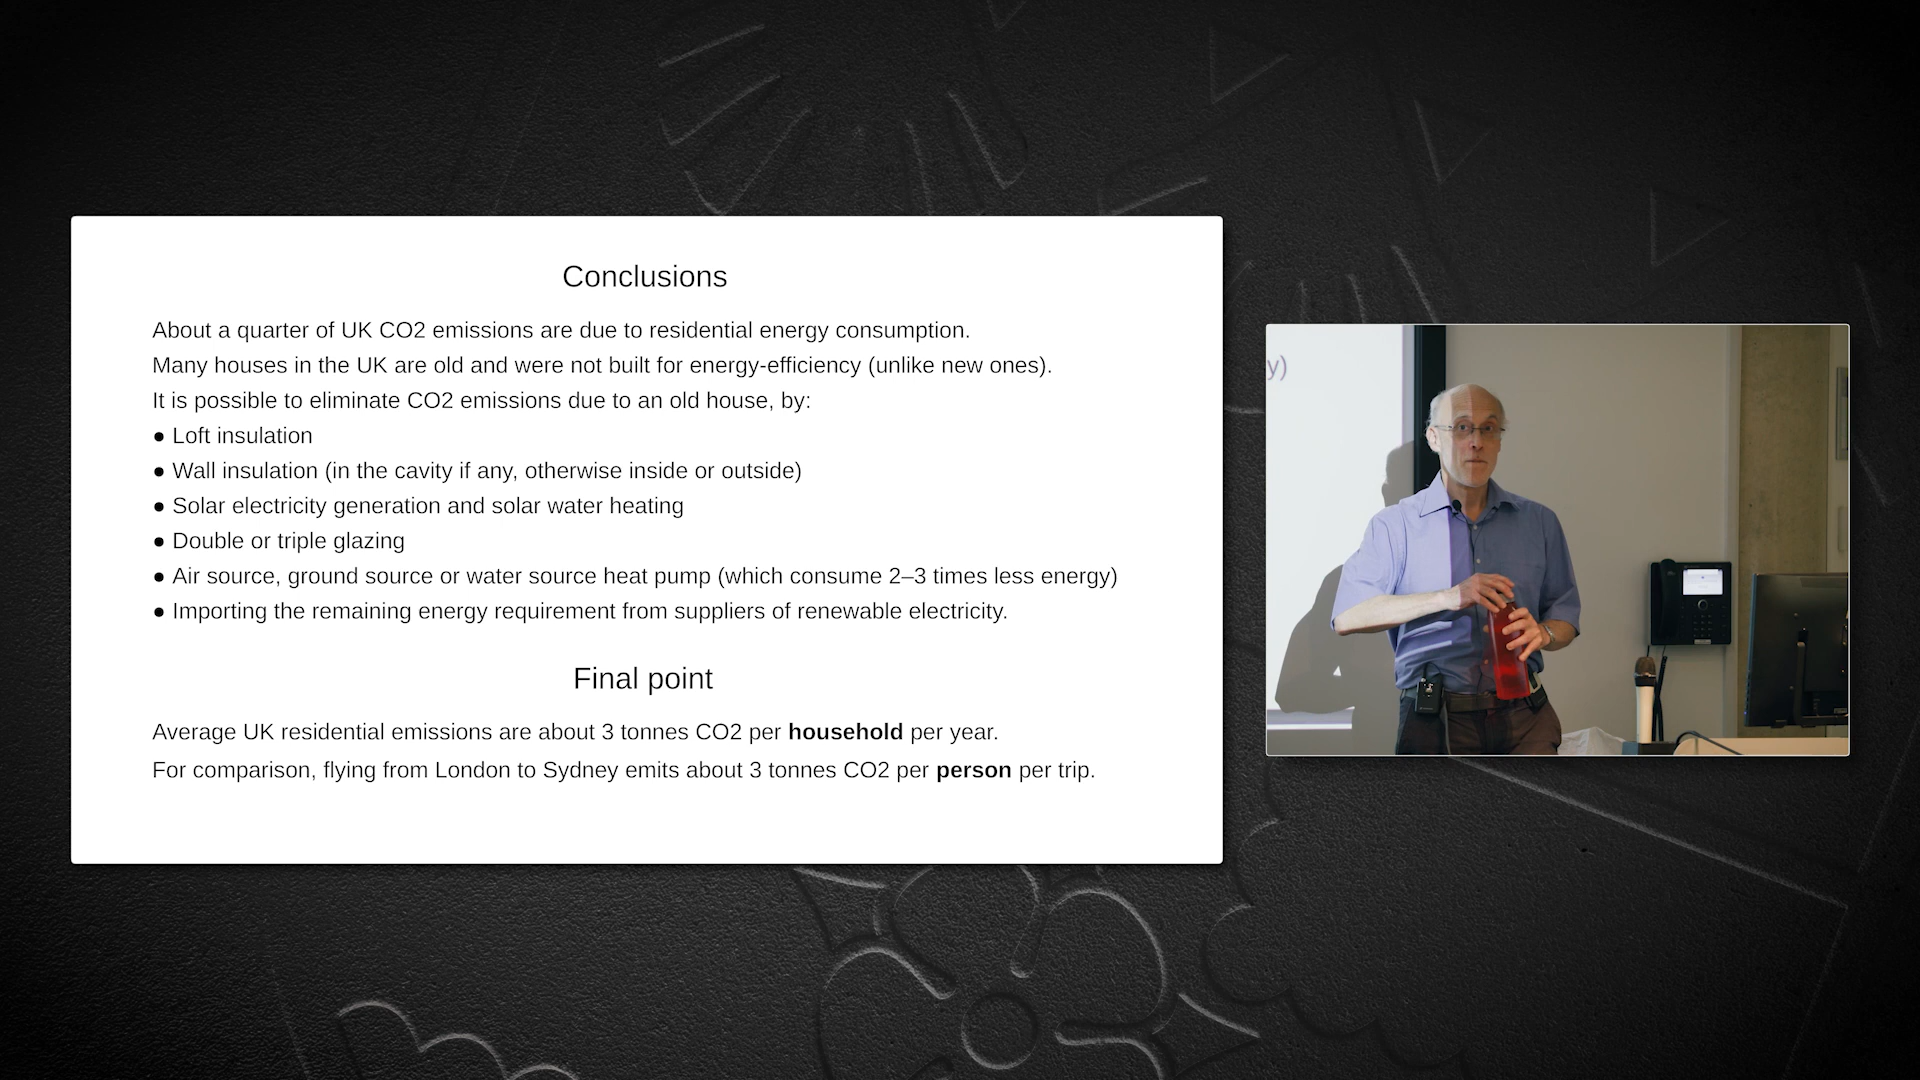 Conclusions
About a quarter of UK CO2 emissions are due to residential energy consumption.
Many houses in the UK are old and were not built for energy-efficiency (unlike new ones).
It is possible to eliminate CO2 emissions due to an old house, by:
● Loft insulation
● Wall insulation (in the cavity if any, otherwise inside or outside)
● Solar electricity generation and solar water heating
● Double or triple glazing
● Air source, ground source or water source heat pump (which consume 2–3 times less energy)
● Importing the remaining energy requirement from suppliers of renewable electricity.
Final point
Average UK residential emissions are about 3 tonnes CO2 per household per year.
For comparison, flying from London to Sydney emits about 3 tonnes CO2 per person per trip.
y)